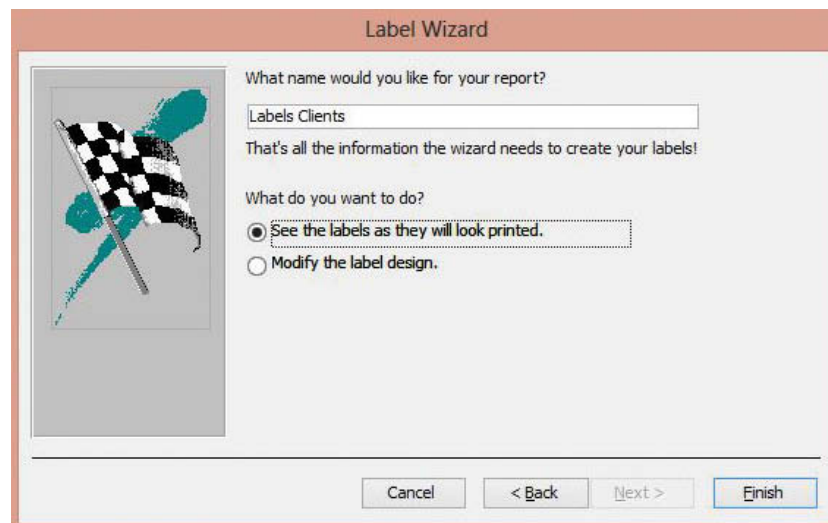 Label Wizard
What name would you like for your report?
Labels Clients
That's all the information the wizard needs to create your labels!
What do you want to do?
See the labels as they will look printed.
Modify the label design.
Cancel
< Back
Next >
Finish